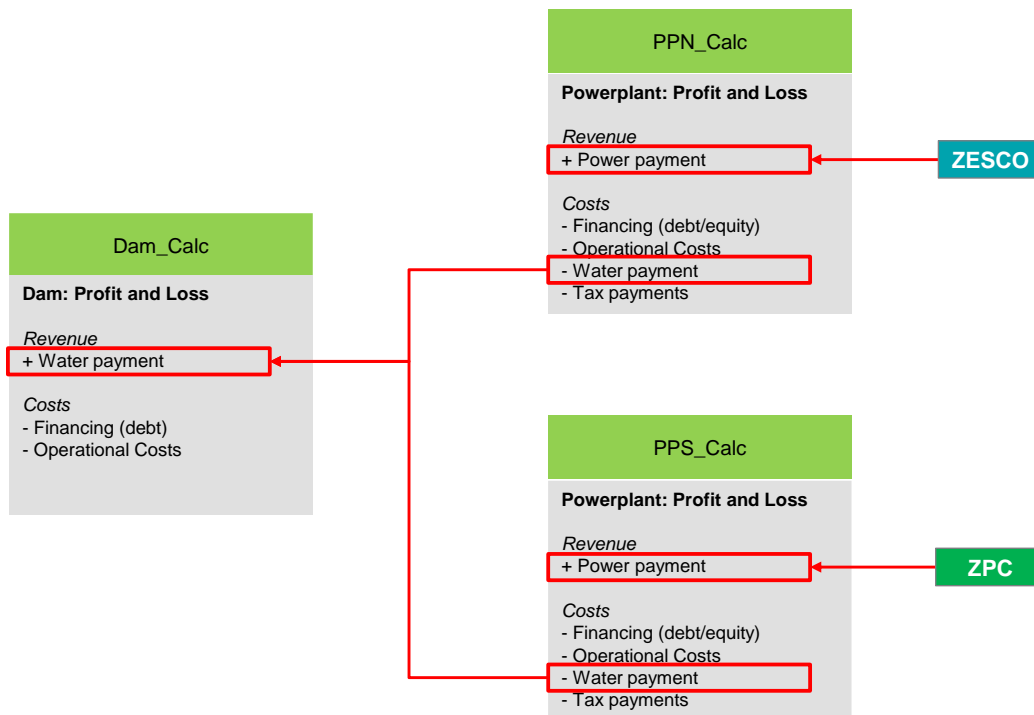 PPN_Calc
Powerplant: Profit and Loss
Revenue
+ Power payment
Costs
- Financing (debt/equity)
- Operational Costs
- Water payment
- Tax payments
ZESCO
Dam_Calc
Dam: Profit and Loss
Revenue
+ Water payment
Costs
- Financing (debt)
- Operational Costs
PPS_Calc
Powerplant: Profit and Loss
Revenue
+ Power payment
Costs
- Financing (debt/equity)
- Operational Costs
- Water payment
- Tax payments
ZPC